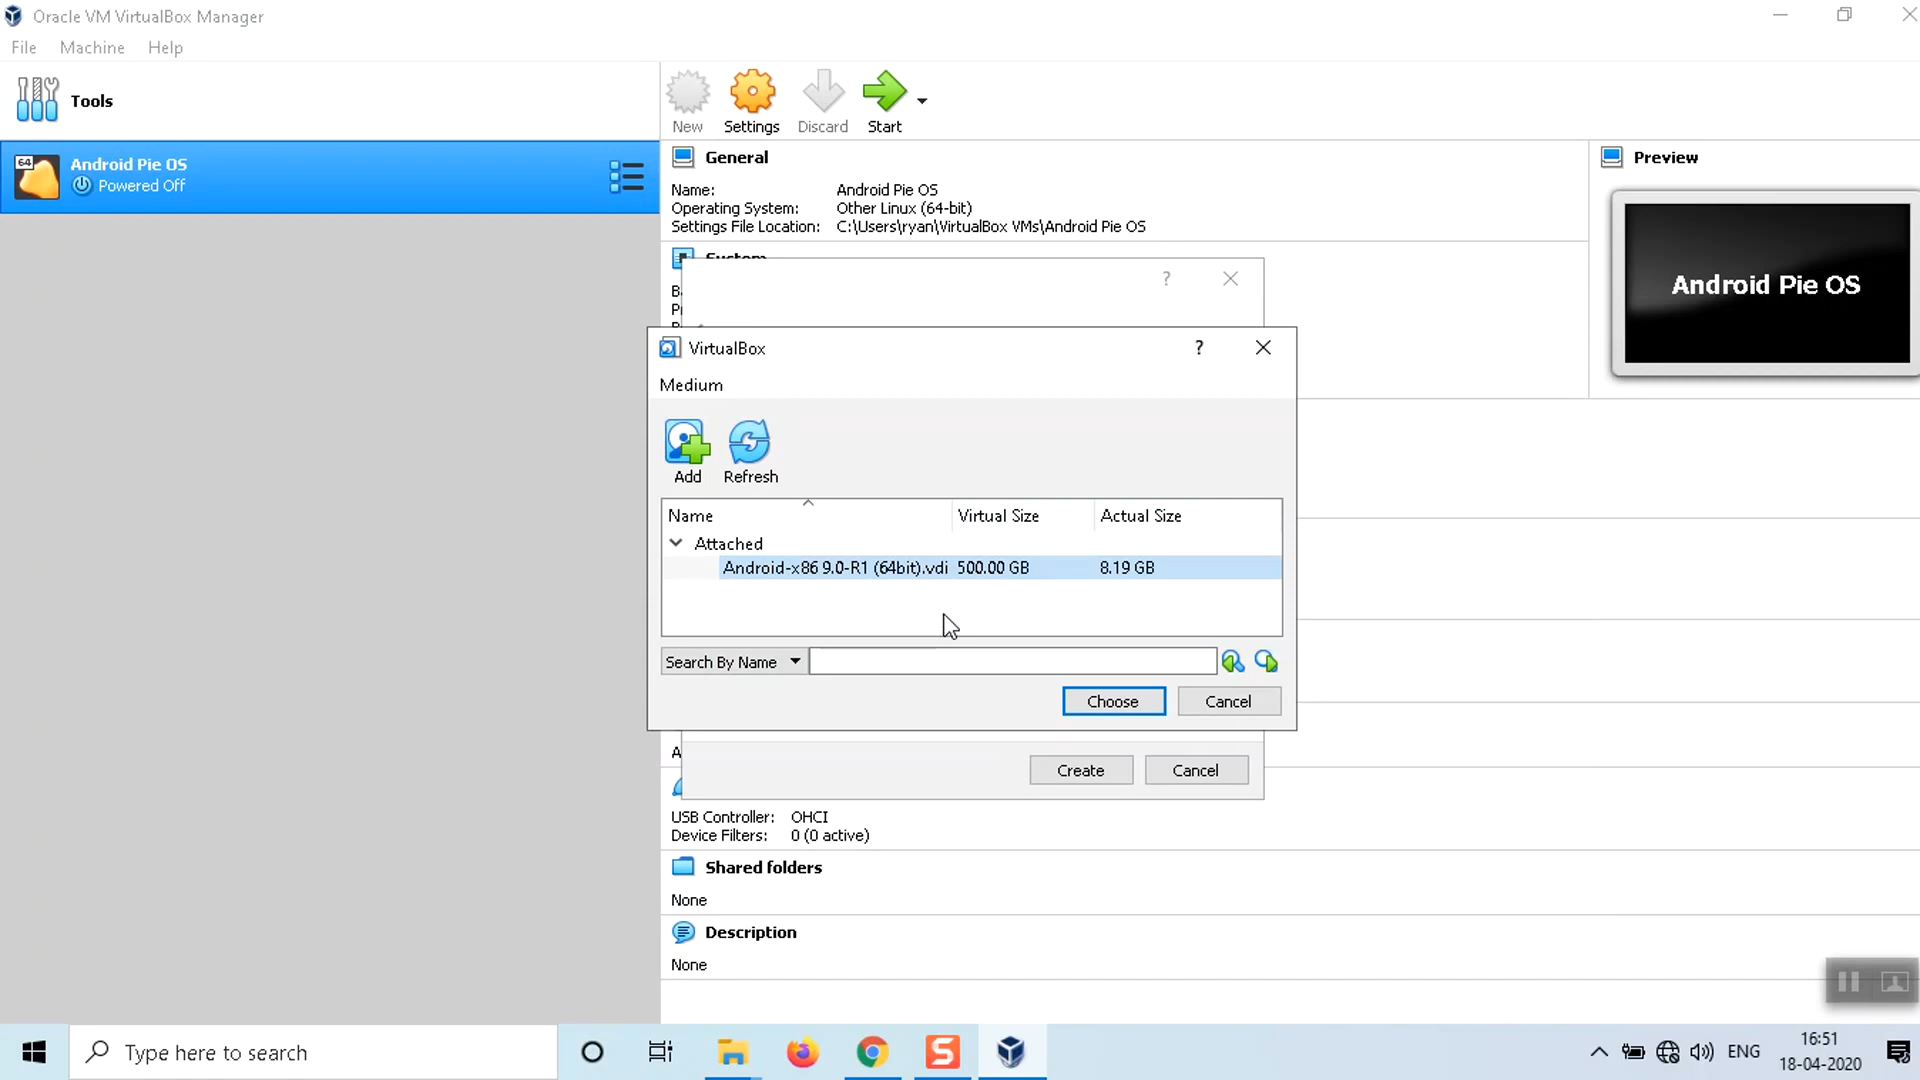 Oracle VM VirtualBox Manager
File Machine Help
Tools
New Settings Discard Start
64
Android Pie OS
Powered Off
General
Name: Android Pie OS
Operating System: Other Linux (64-bit)
Settings File Location: C:\Users\ryan\VirtualBox VMs\Android Pie OS
Preview
Android Pie OS
System
?
VirtualBox
?
Medium
Add Refresh
Name Virtual Size Actual Size
Attached
Android-x86 9.0-R1 (64bit).vdi 500.00 GB 8.19 GB
Search By Name
Choose Cancel
Create Cancel
USB Controller: OHCI
Device Filters: 0 (0 active)
Shared folders
None
Description
None
Type here to search
S
ENG
16:51
18-04-2020